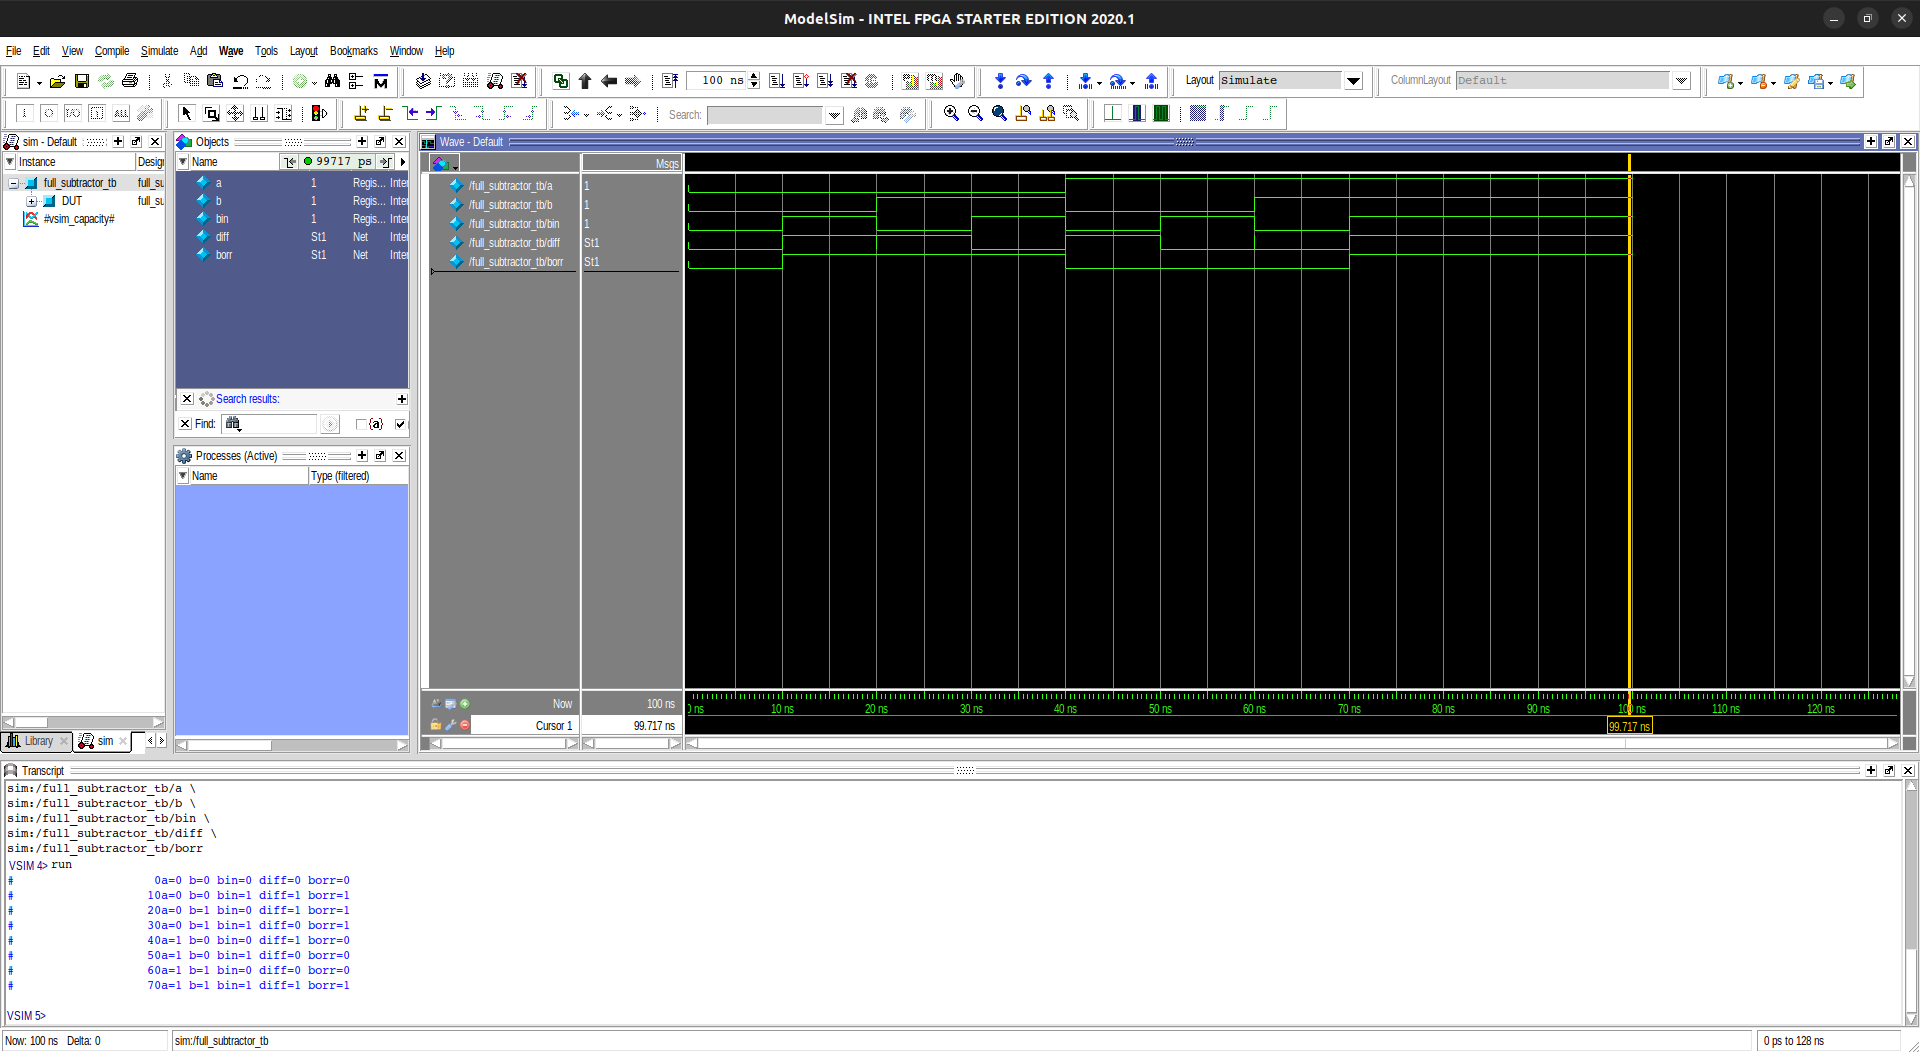 ModelSim - INTEL FPGA STARTER EDITION 2020.1
File Edit View Compile Simulate Add Wave Tools Layout Bookmarks Window Help
100 ns
Layout Simulate
ColumnLayout Default
Search:
sim - Default
Instance Design
full_subtractor_tb full_su
DUT full_su
#vsim_capacity#
Library sim
Objects
Name 99717 ps
a 1 Regis... Inter
b 1 Regis... Inter
bin 1 Regis... Inter
diff St1 Net Inter
borr St1 Net Inter
Search results:
Find: {a}
Processes (Active)
Name Type (filtered)
Wave - Default
Msgs
/full_subtractor_tb/a 1
/full_subtractor_tb/b 1
/full_subtractor_tb/bin 1
/full_subtractor_tb/diff St1
/full_subtractor_tb/borr St1
Now 100 ns
ns 10 ns 20 ns 30 ns 40 ns 50 ns 60 ns 70 ns 80 ns 90 ns 100 ns 110 ns 120 ns
Cursor 1 99.717 ns
99.717 ns
Transcript
sim:/full_subtractor_tb/a \
sim:/full_subtractor_tb/b \
sim:/full_subtractor_tb/bin \
sim:/full_subtractor_tb/diff \
sim:/full_subtractor_tb/borr
VSIM 4> run
# 0a=0 b=0 bin=0 diff=0 borr=0
# 10a=0 b=0 bin=1 diff=1 borr=1
# 20a=0 b=1 bin=0 diff=1 borr=1
# 30a=0 b=1 bin=1 diff=0 borr=1
# 40a=1 b=0 bin=0 diff=1 borr=0
# 50a=1 b=0 bin=1 diff=0 borr=0
# 60a=1 b=1 bin=0 diff=0 borr=0
# 70a=1 b=1 bin=1 diff=1 borr=1
VSIM 5>
Now: 100 ns Delta: 0
sim:/full_subtractor_tb
0 ps to 128 ns